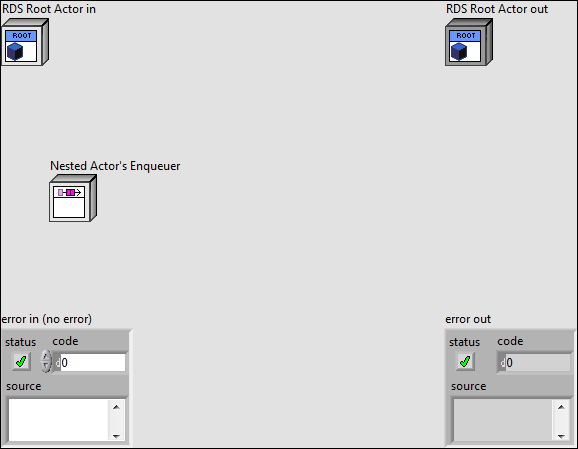 RDS Root Actor in
RDS Root Actor out
ROOT
ROOT
Nested Actor's Enqueuer
error in (no error)
error out
status code
status code
d 0
d 0
source
source